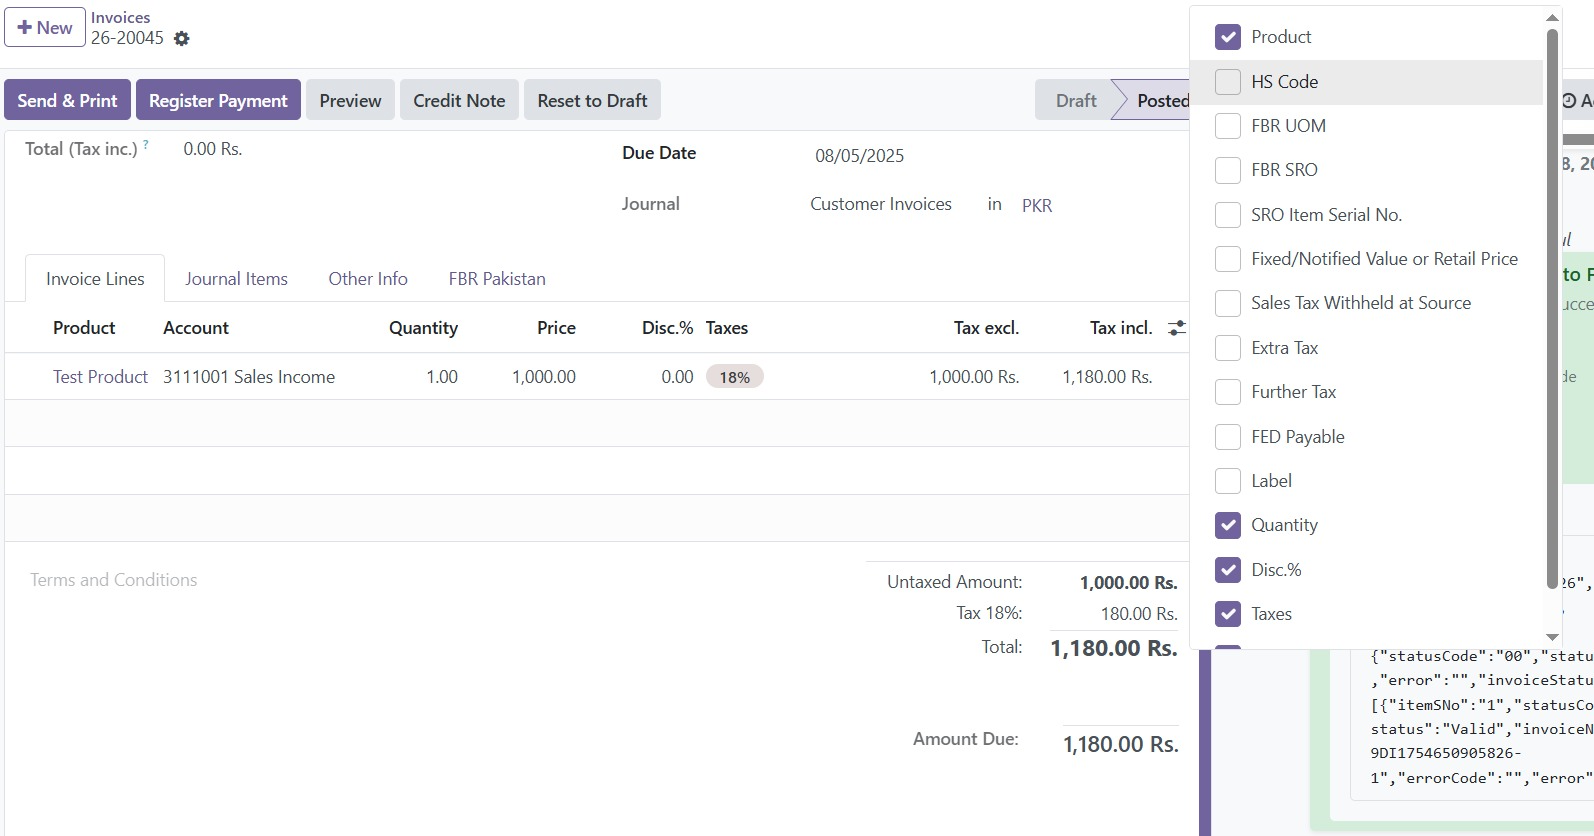 New
Invoices
26-20045
Send & Print
Register Payment
Preview
Credit Note
Reset to Draft
Draft
Posted
Total (Tax inc.) ?
0.00 Rs.
Due Date
08/05/2025
Journal
Customer Invoices in PKR
Invoice Lines
Journal Items
Other Info
FBR Pakistan
Product Account Quantity Price Disc.% Taxes Tax excl. Tax incl.
Test Product 3111001 Sales Income 1.00 1,000.00 0.00 18% 1,000.00 Rs. 1,180.00 Rs.
Terms and Conditions
Untaxed Amount: 1,000.00 Rs.
Tax 18%: 180.00 Rs.
Total: 1,180.00 Rs.
Amount Due: 1,180.00 Rs.
Product
HS Code
FBR UOM
FBR SRO
SRO Item Serial No.
Fixed/Notified Value or Retail Price
Sales Tax Withheld at Source
Extra Tax
Further Tax
FED Payable
Label
Quantity
Disc.%
Taxes
8, 20
to
26",
{"statusCode":"00","statu
,"error":"","invoiceStatu
[{"itemSNo":"1","statusCo
status":"Valid","invoiceN
9DI1754650905826-
1","errorCode":"","error"